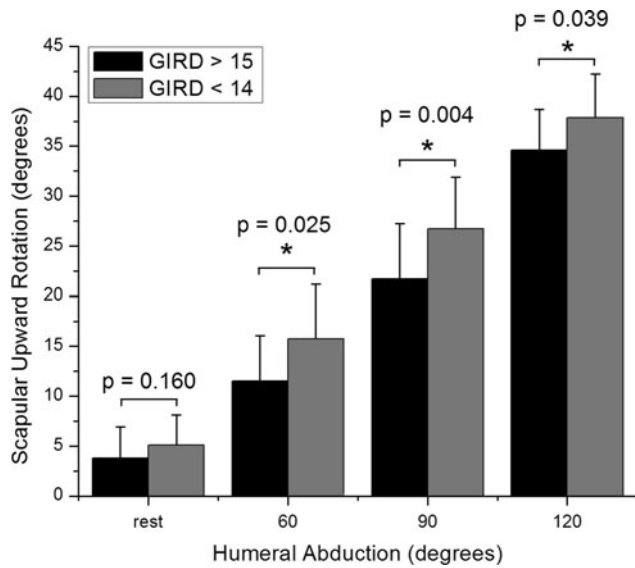 p = 0.039
*
GIRD > 15
GIRD < 14
p = 0.004
*
p = 0.025
*
p = 0.160
45
40
35
30
25
20
15
10
5
0
Scapular Upward Rotation (degrees)
rest 60 90 120
Humeral Abduction (degrees)